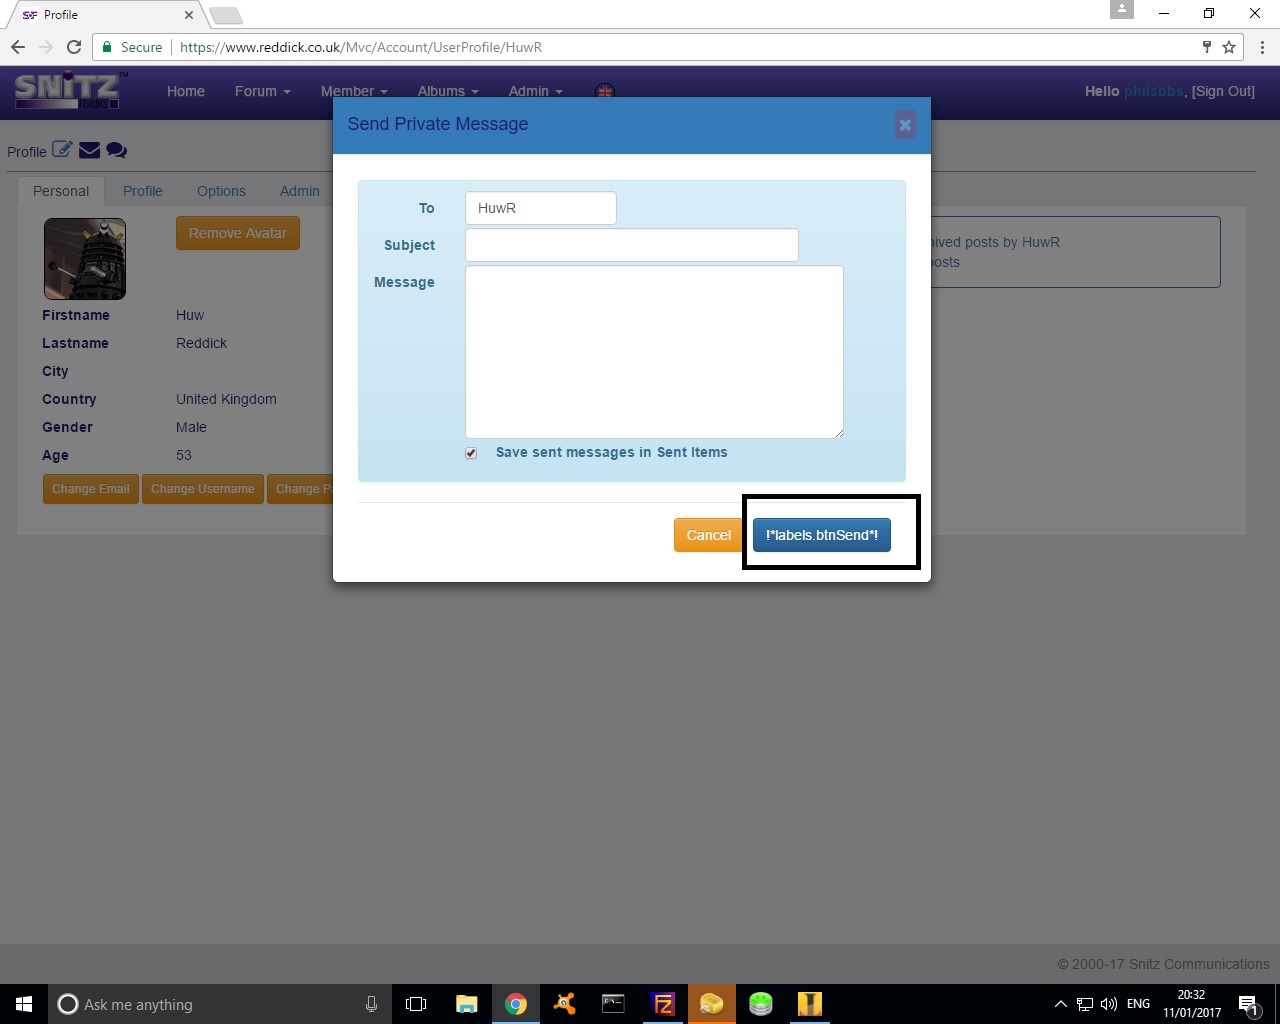 S^F Profile
Secure https://www.reddick.co.uk/Mvc/Account/UserProfile/HuwR
SNiTZ™ FORUMS Home Forum Member Albums Admin Hello philsbbs, [Sign Out]
Send Private Message
Profile
Personal Profile Options Admin
To HuwR
Remove Avatar
Subject
hived posts by HuwR
osts
Message
Firstname Huw
Lastname Reddick
City
Country United Kingdom
Gender Male
Age 53
Save sent messages in Sent Items
Change Email Change Username Change P
Cancel !*labels.btnSend*!
© 2000-17 Snitz Communications
Ask me anything
ENG
20:32
11/01/2017
1